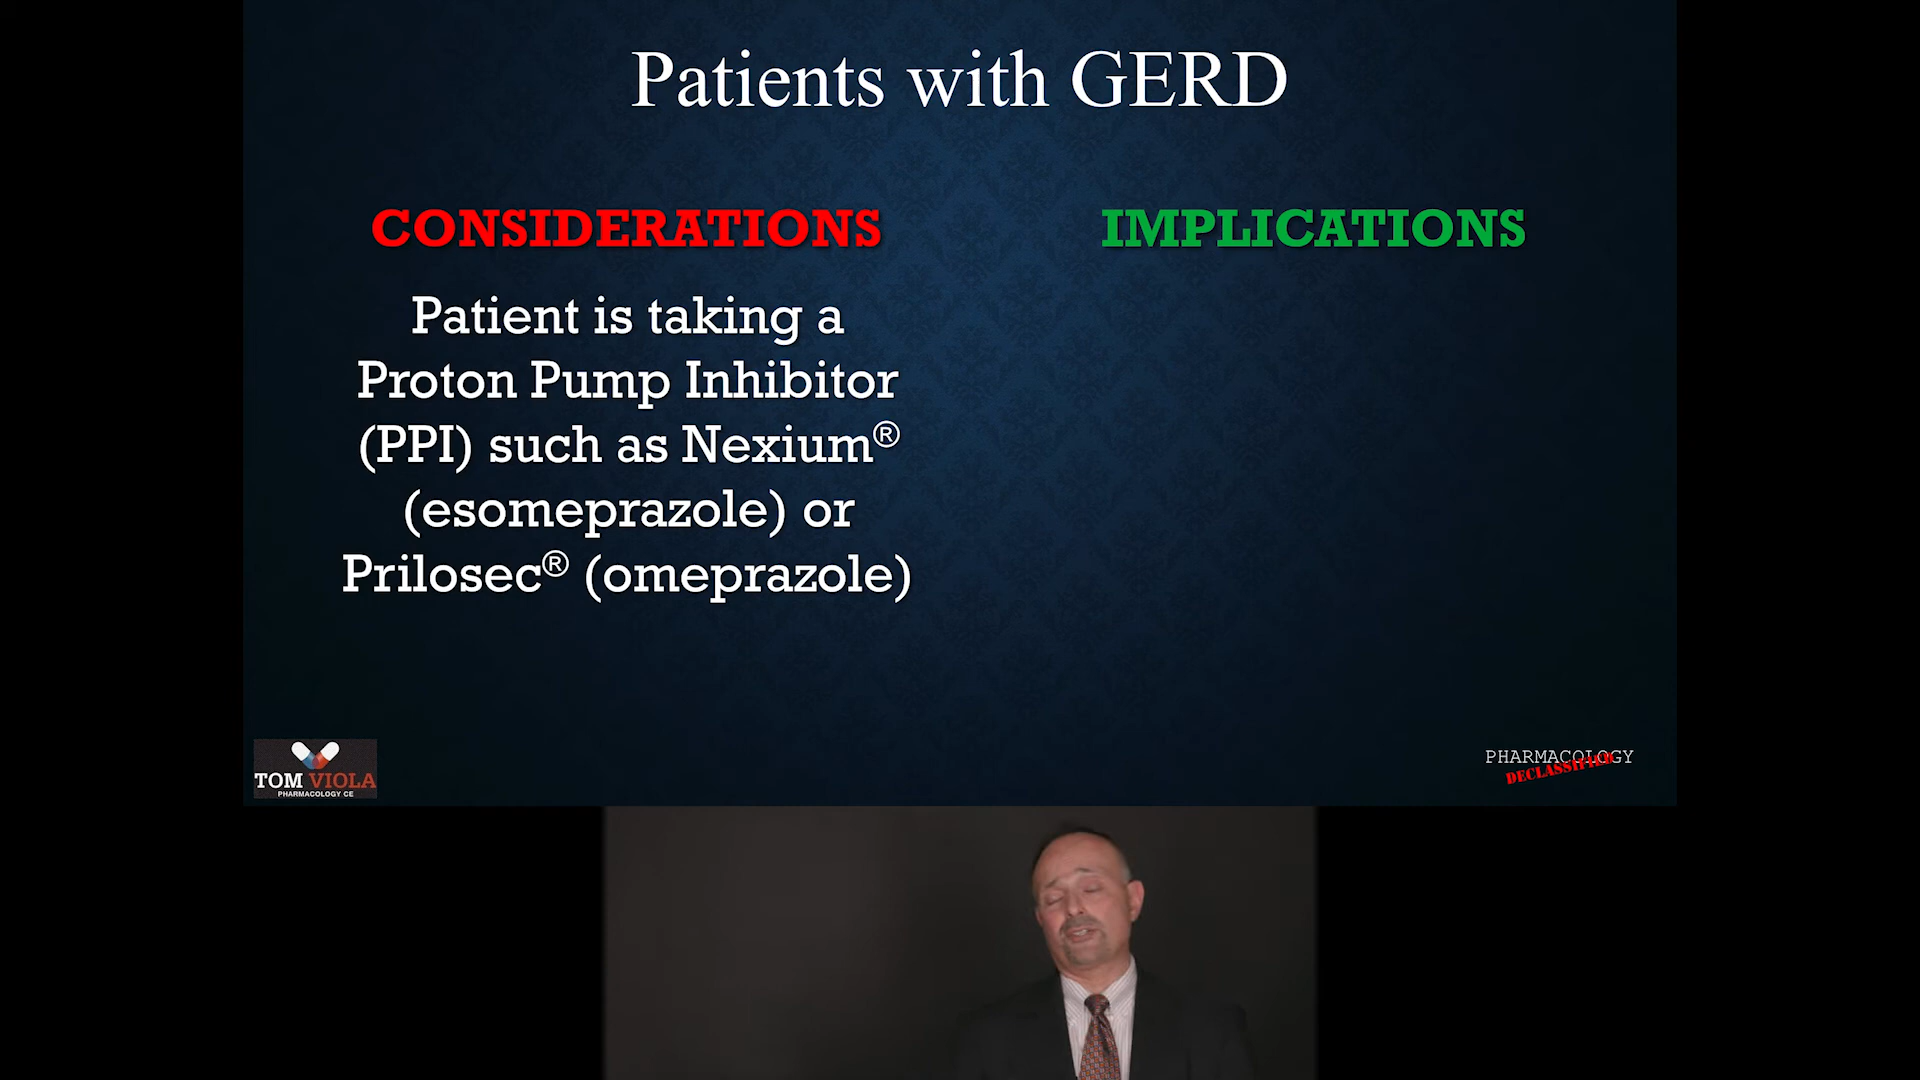 Patients with GERD
CONSIDERATIONS
Patient is taking a
Proton Pump Inhibitor
(PPI) such as Nexium®
(esomeprazole) or
Prilosec® (omeprazole)
IMPLICATIONS
TOM VIOLA
PHARMACOLOGY CE
PHARMACOLOGY
DECLASSIFIED